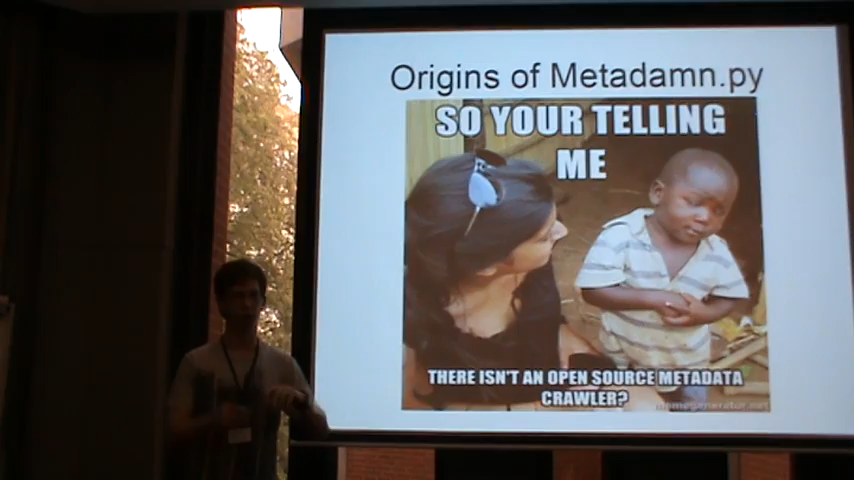 Origins of Metadamn.py
SO YOUR TELLING
ME
THERE ISN'T AN OPEN SOURCE METADATA
CRAWLER?
memegenerator.net